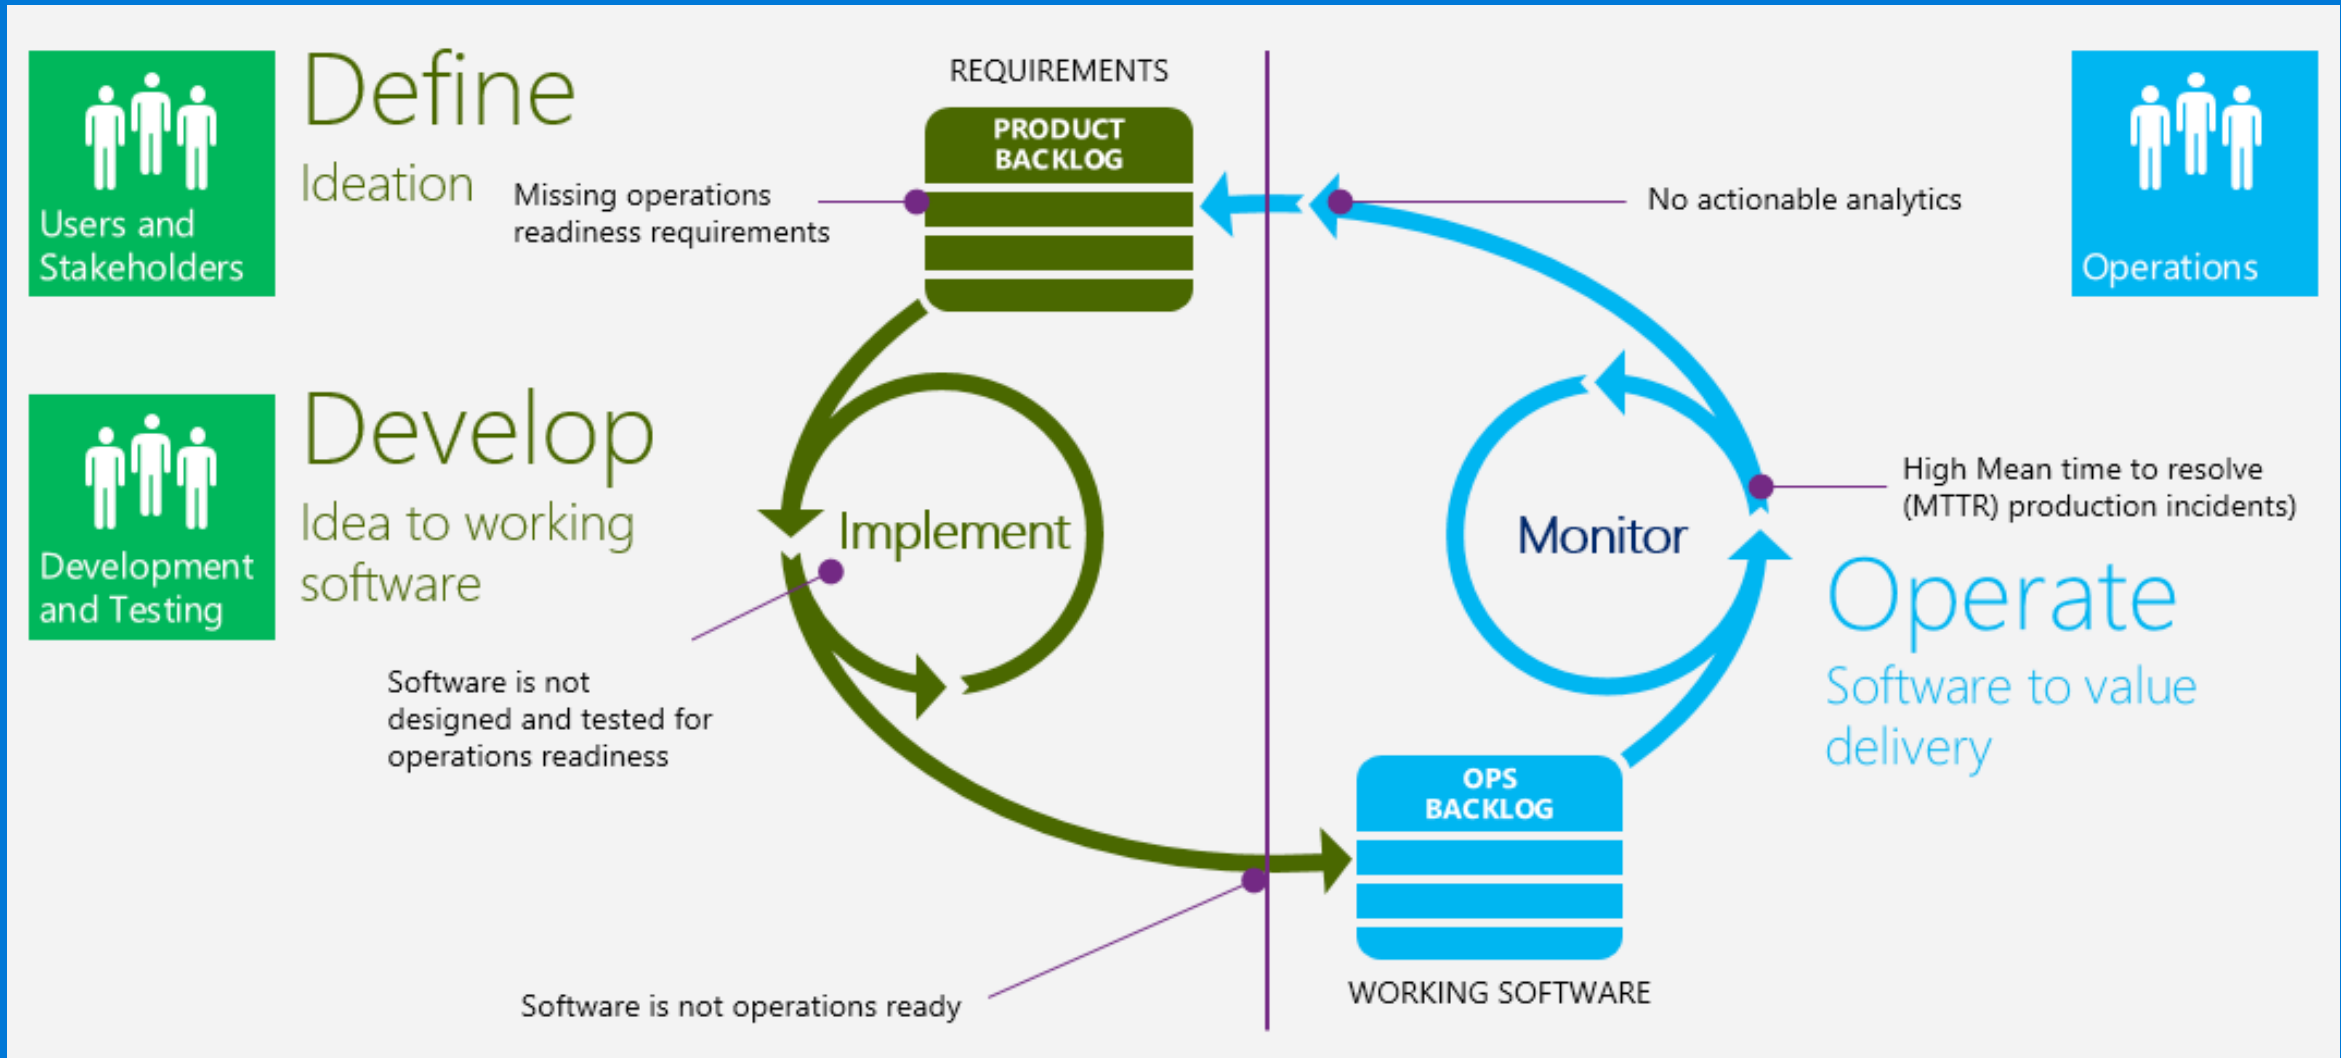 REQUIREMENTS
PRODUCT
BACKLOG
Define
Ideation
Users and
Stakeholders
Missing operations
readiness requirements
No actionable analytics
Operations
Develop
Idea to working
software
Development
and Testing
Implement
Monitor
High Mean time to resolve
(MTTR) production incidents)
Operate
Software to value
delivery
Software is not
designed and tested for
operations readiness
OPS
BACKLOG
WORKING SOFTWARE
Software is not operations ready